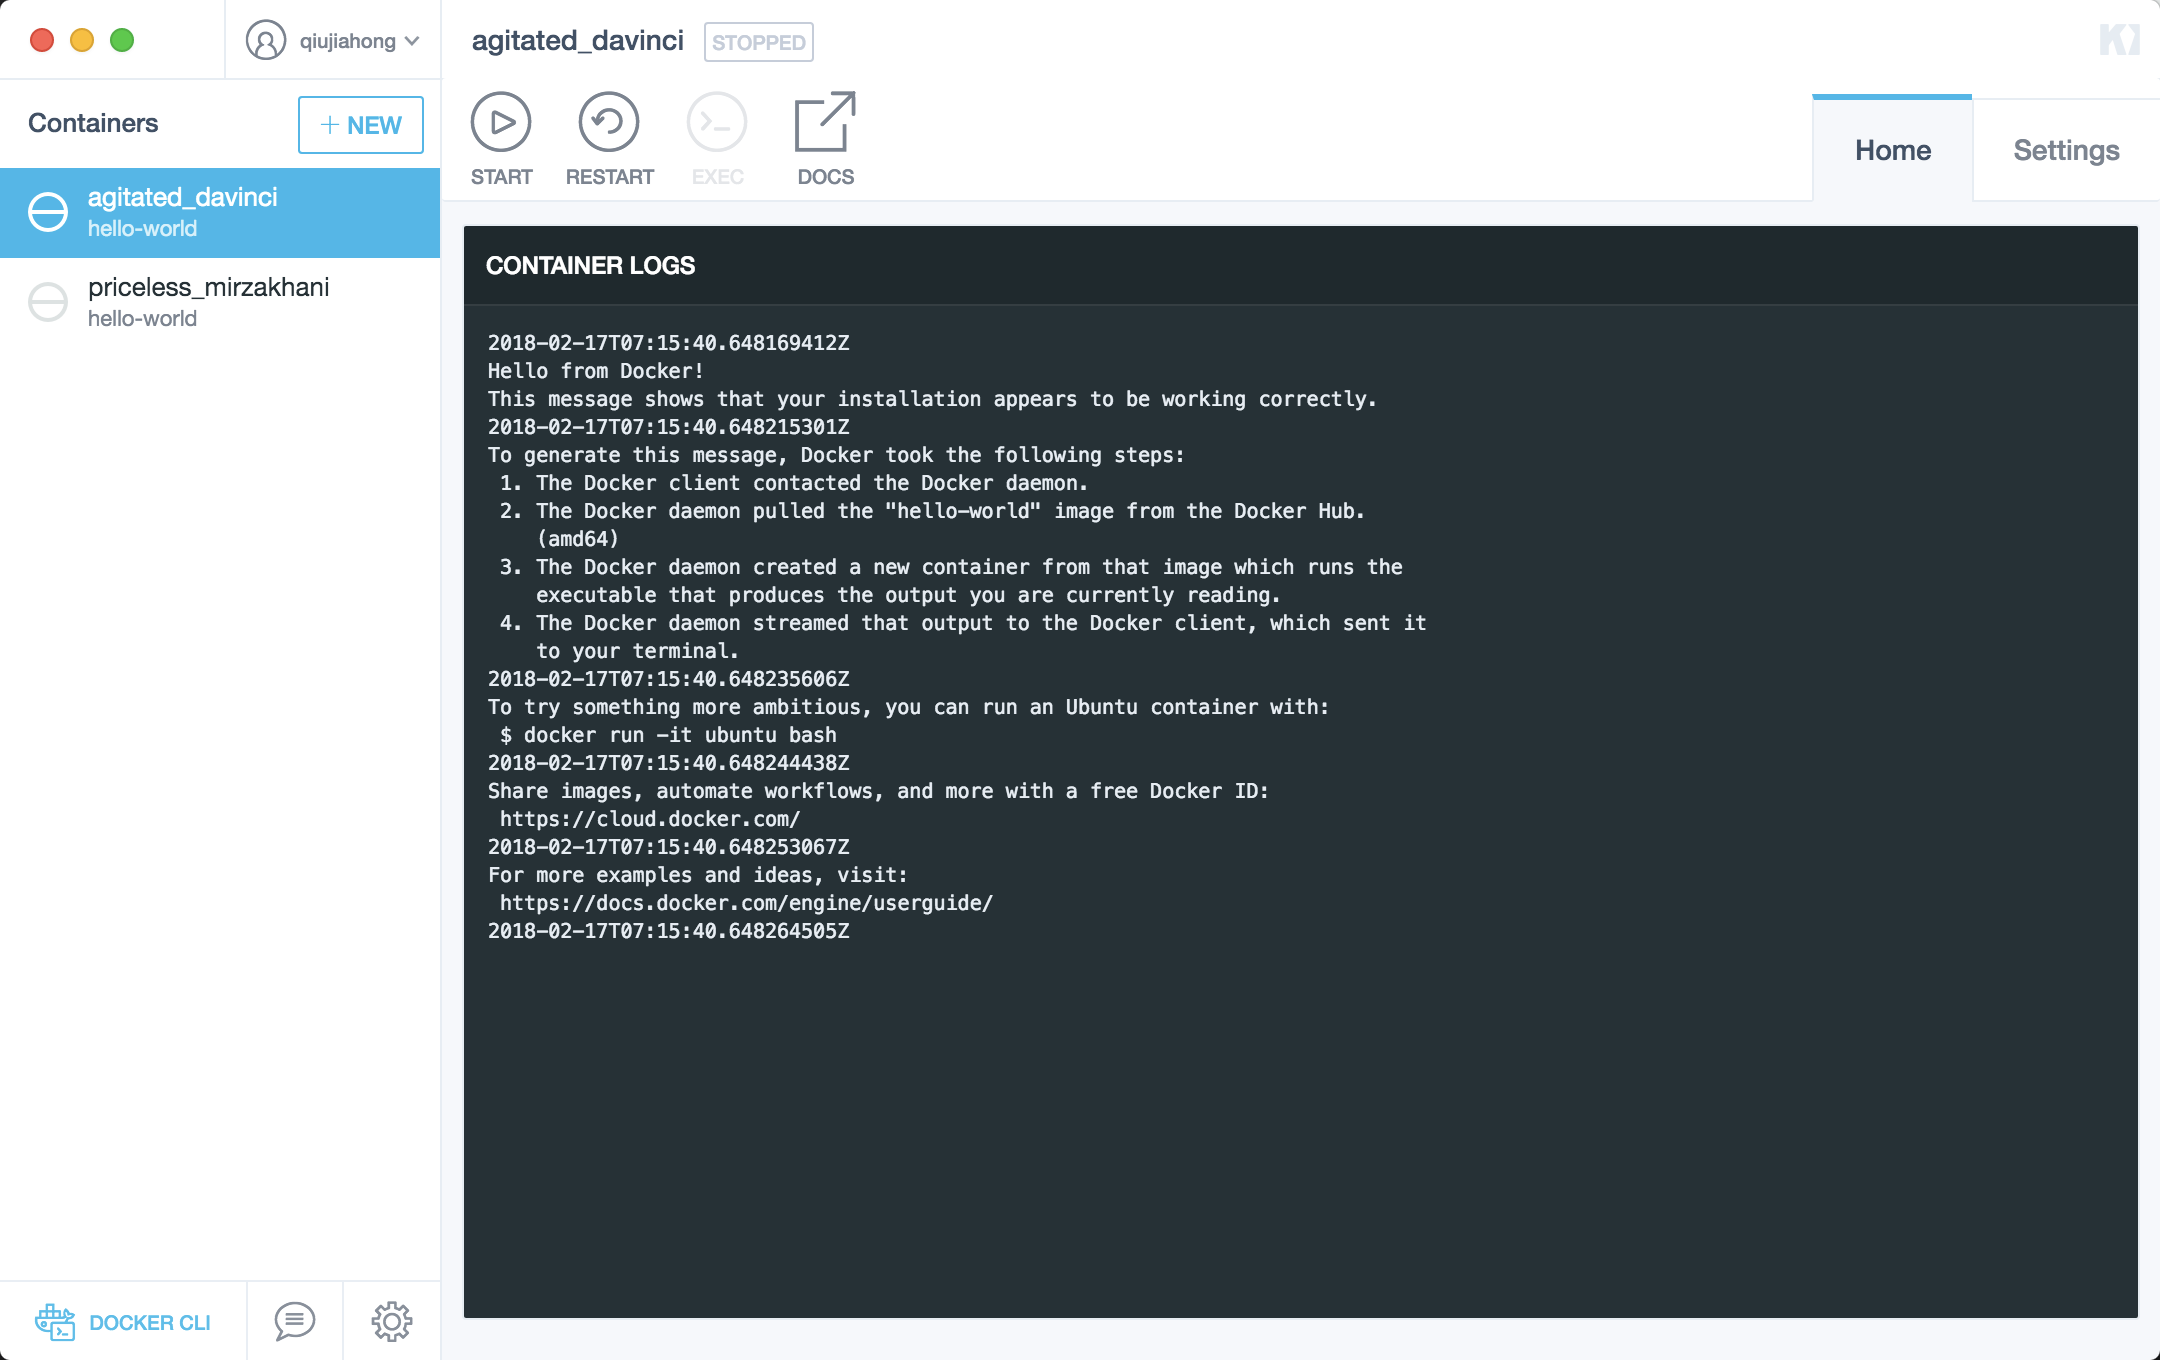 qiujiahong
agitated_davinci STOPPED
Containers
+ NEW
agitated_davinci
hello-world
priceless_mirzakhani
hello-world
START RESTART EXEC DOCS
Home Settings
CONTAINER LOGS
2018-02-17T07:15:40.648169412Z
Hello from Docker!
This message shows that your installation appears to be working correctly.
2018-02-17T07:15:40.648215301Z
To generate this message, Docker took the following steps:
1. The Docker client contacted the Docker daemon.
2. The Docker daemon pulled the "hello-world" image from the Docker Hub.
(amd64)
3. The Docker daemon created a new container from that image which runs the
executable that produces the output you are currently reading.
4. The Docker daemon streamed that output to the Docker client, which sent it
to your terminal.
2018-02-17T07:15:40.648235606Z
To try something more ambitious, you can run an Ubuntu container with:
$ docker run -it ubuntu bash
2018-02-17T07:15:40.648244438Z
Share images, automate workflows, and more with a free Docker ID:
https://cloud.docker.com/
2018-02-17T07:15:40.648253067Z
For more examples and ideas, visit:
https://docs.docker.com/engine/userguide/
2018-02-17T07:15:40.648264505Z
DOCKER CLI